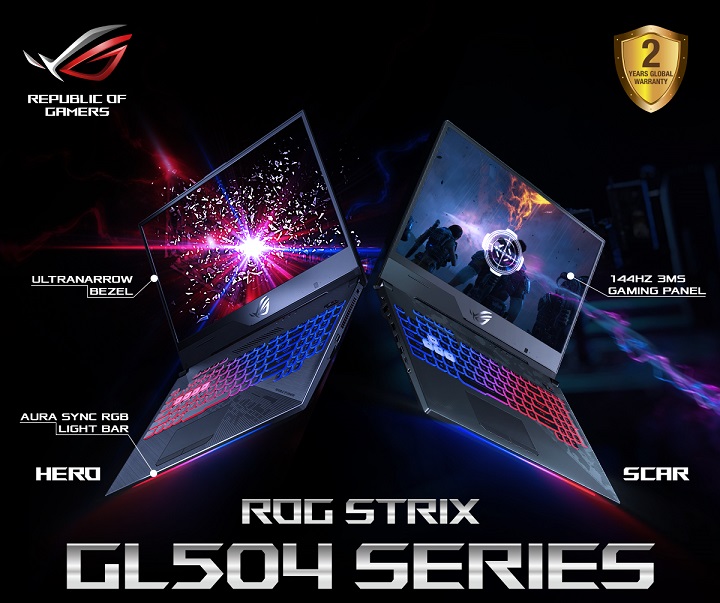 REPUBLIC OF
GAMERS
2
YEARS GLOBAL
WARRANTY
ULTRANARROW
BEZEL
144HZ 3MS
GAMING PANEL
AURA SYNC RGB
LIGHT BAR
HERO
SCAR
ROG STRIX
GL504 SERIES